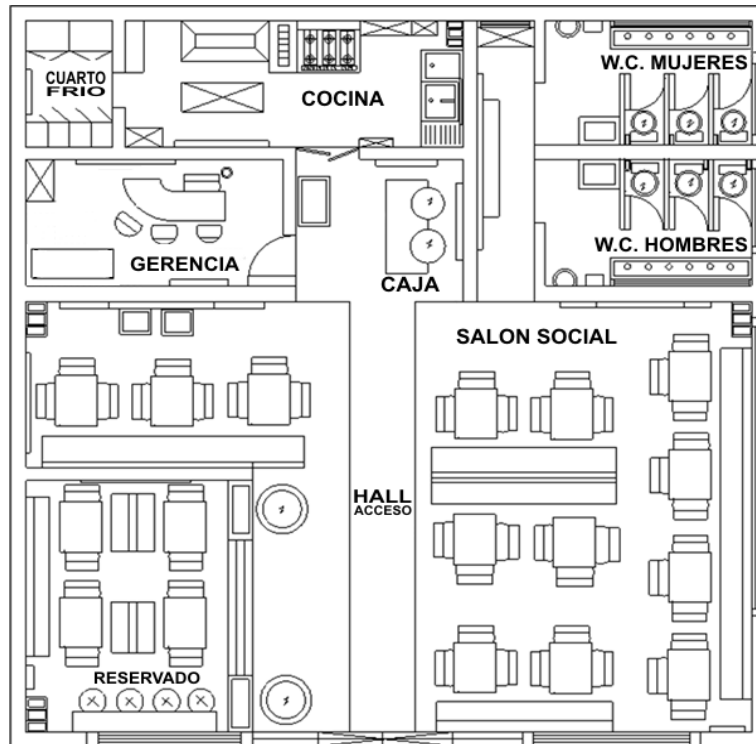 W.C. MUJERES
CUARTO
FRIO
COCINA
W.C. HOMBRES
GERENCIA
CAJA
SALON SOCIAL
HALL
ACCESO
RESERVADO